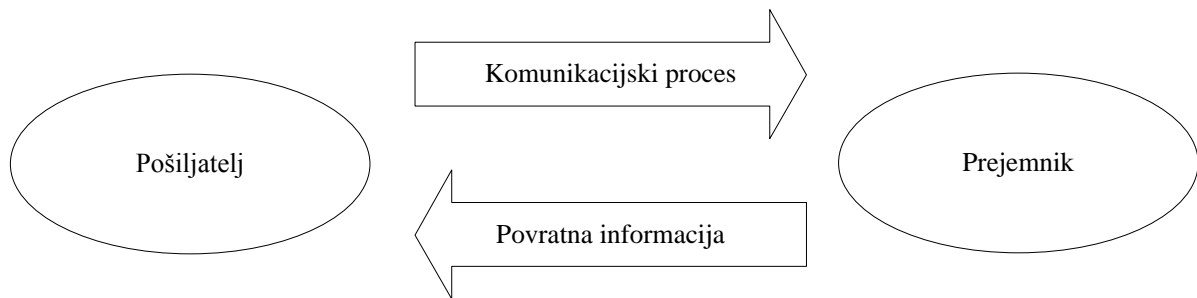 Komunikacijski proces
Pošiljatelj
Prejemnik
Povratna informacija